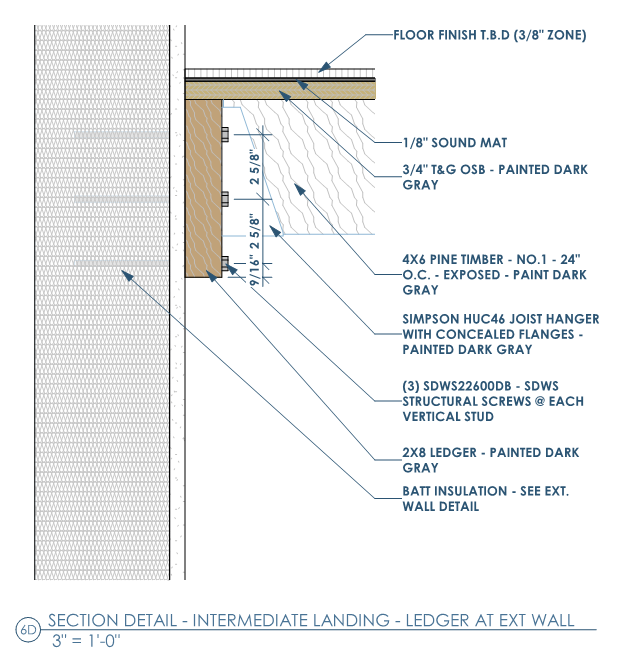 FLOOR FINISH T.B.D (3/8" ZONE)
1/8" SOUND MAT
3/4" T&G OSB - PAINTED DARK
GRAY
2 5/8"
2 5/8"
9/16"
4X6 PINE TIMBER - NO.1 - 24"
O.C. - EXPOSED - PAINT DARK
GRAY
SIMPSON HUC46 JOIST HANGER
WITH CONCEALED FLANGES -
PAINTED DARK GRAY
(3) SDWS22600DB - SDWS
STRUCTURAL SCREWS @ EACH
VERTICAL STUD
2X8 LEDGER - PAINTED DARK
GRAY
BATT INSULATION - SEE EXT.
WALL DETAIL
6D
SECTION DETAIL - INTERMEDIATE LANDING - LEDGER AT EXT WALL
3" = 1'-0"